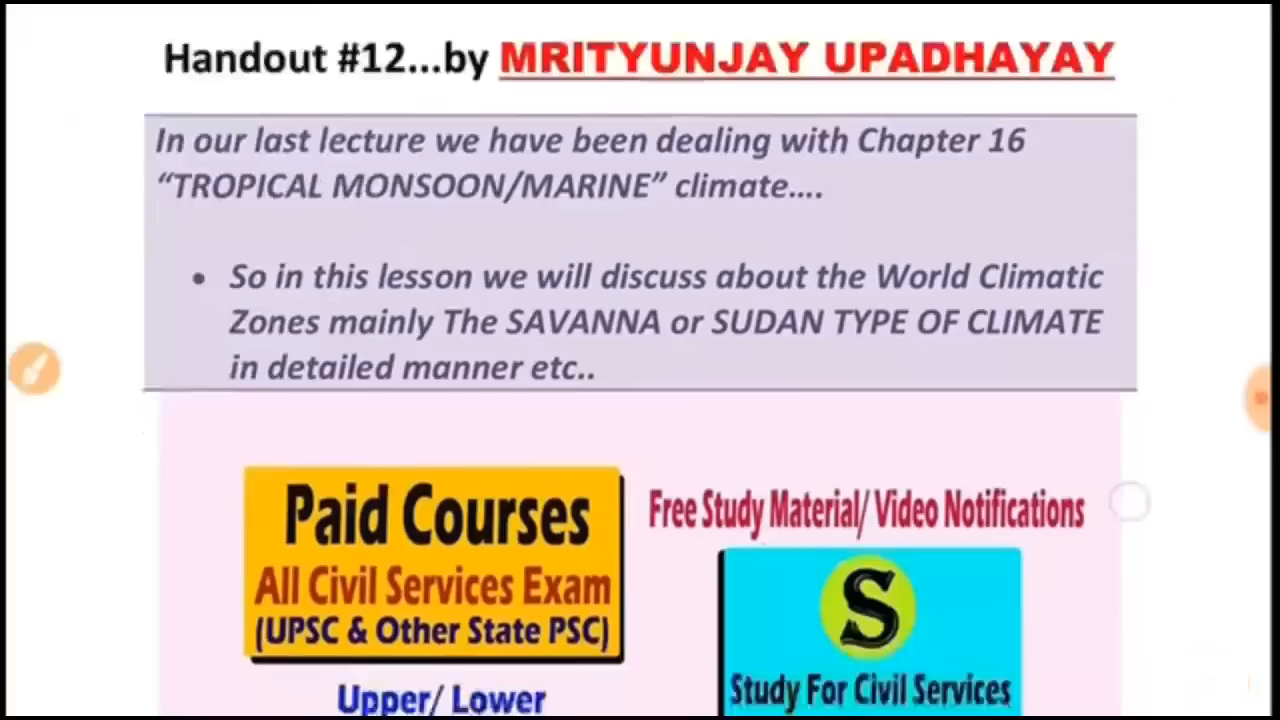 Handout #12...by MRITYUNJAY UPADHAYAY
In our last lecture we have been dealing with Chapter 16
“TROPICAL MONSOON/MARINE” climate....
• So in this lesson we will discuss about the World Climatic
Zones mainly The SAVANNA or SUDAN TYPE OF CLIMATE
in detailed manner etc..
Paid Courses
All Civil Services Exam
(UPSC & Other State PSC)
Upper/ Lower
Free Study Material/ Video Notifications
S
Study For Civil Services